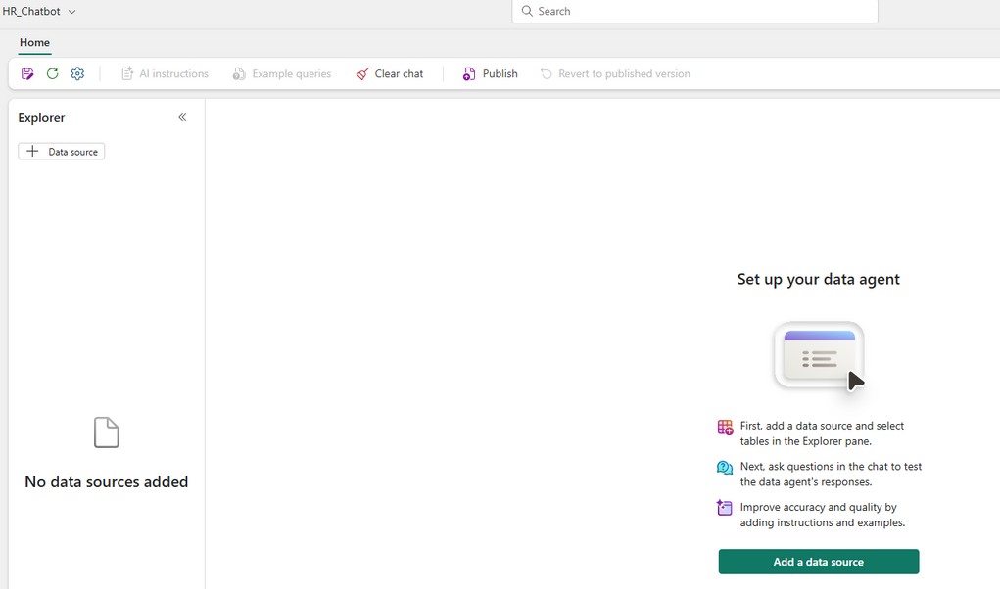 HR_Chatbot
Search
Home
AI instructions
Example queries
Clear chat
Publish
Revert to published version
Explorer
Data source
No data sources added
Set up your data agent
First, add a data source and select
tables in the Explorer pane.
Next, ask questions in the chat to test
the data agent's responses.
Improve accuracy and quality by
adding instructions and examples.
Add a data source